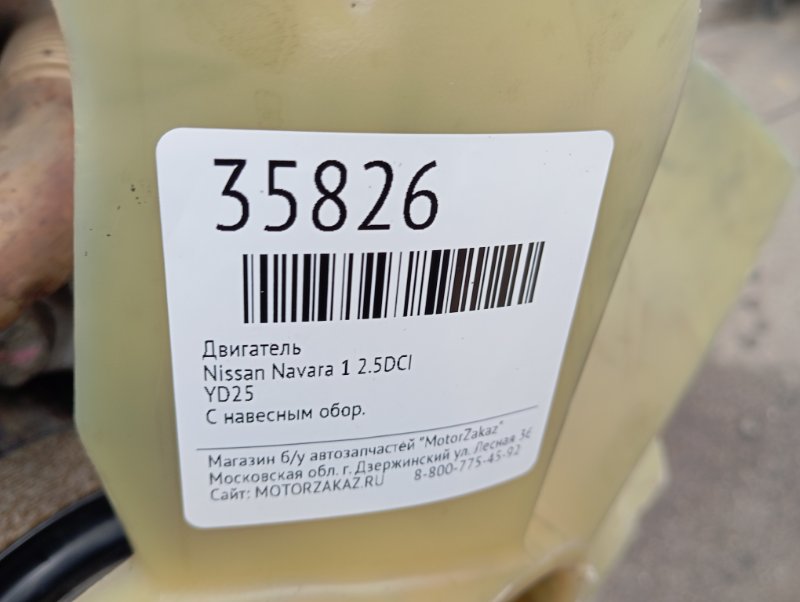 35826
Двигатель
Nissan Navara 1 2.5DCI
YD25
С навесным обор.
Магазин б/у автозапчастей "MotorZakaz"
Московская обл. г. Дзержинский ул. Лесная 36
Сайт: MOTORZAKAZ.RU 8-800-775-45-92